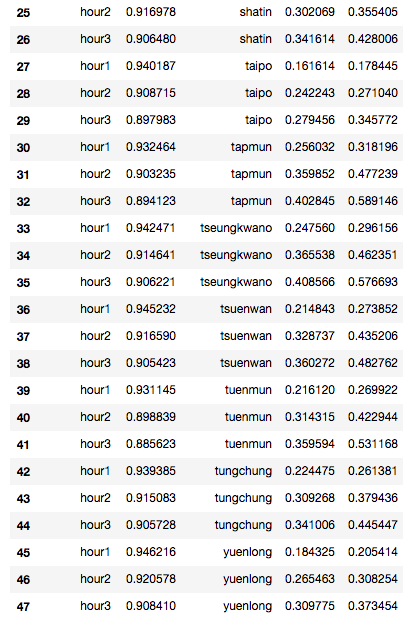 25 hour2 0.916978 shatin 0.302069 0.355405
26 hour3 0.906480 shatin 0.341614 0.428006
27 hour1 0.940187 taipo 0.161614 0.178445
28 hour2 0.908715 taipo 0.242243 0.271040
29 hour3 0.897983 taipo 0.279456 0.345772
30 hour1 0.932464 tapmun 0.256032 0.318196
31 hour2 0.903235 tapmun 0.359852 0.477239
32 hour3 0.894123 tapmun 0.402845 0.589146
33 hour1 0.942471 tseungkwano 0.247560 0.296156
34 hour2 0.914641 tseungkwano 0.365538 0.462351
35 hour3 0.906221 tseungkwano 0.408566 0.576693
36 hour1 0.945232 tsuenwan 0.214843 0.273852
37 hour2 0.916590 tsuenwan 0.328737 0.435206
38 hour3 0.905423 tsuenwan 0.360272 0.482762
39 hour1 0.931145 tuenmun 0.216120 0.269922
40 hour2 0.898839 tuenmun 0.314315 0.422944
41 hour3 0.885623 tuenmun 0.359594 0.531168
42 hour1 0.939385 tungchung 0.224475 0.261381
43 hour2 0.915083 tungchung 0.309268 0.379436
44 hour3 0.905728 tungchung 0.341006 0.445447
45 hour1 0.946216 yuenlong 0.184325 0.205414
46 hour2 0.920578 yuenlong 0.265463 0.308254
47 hour3 0.908410 yuenlong 0.309775 0.373454